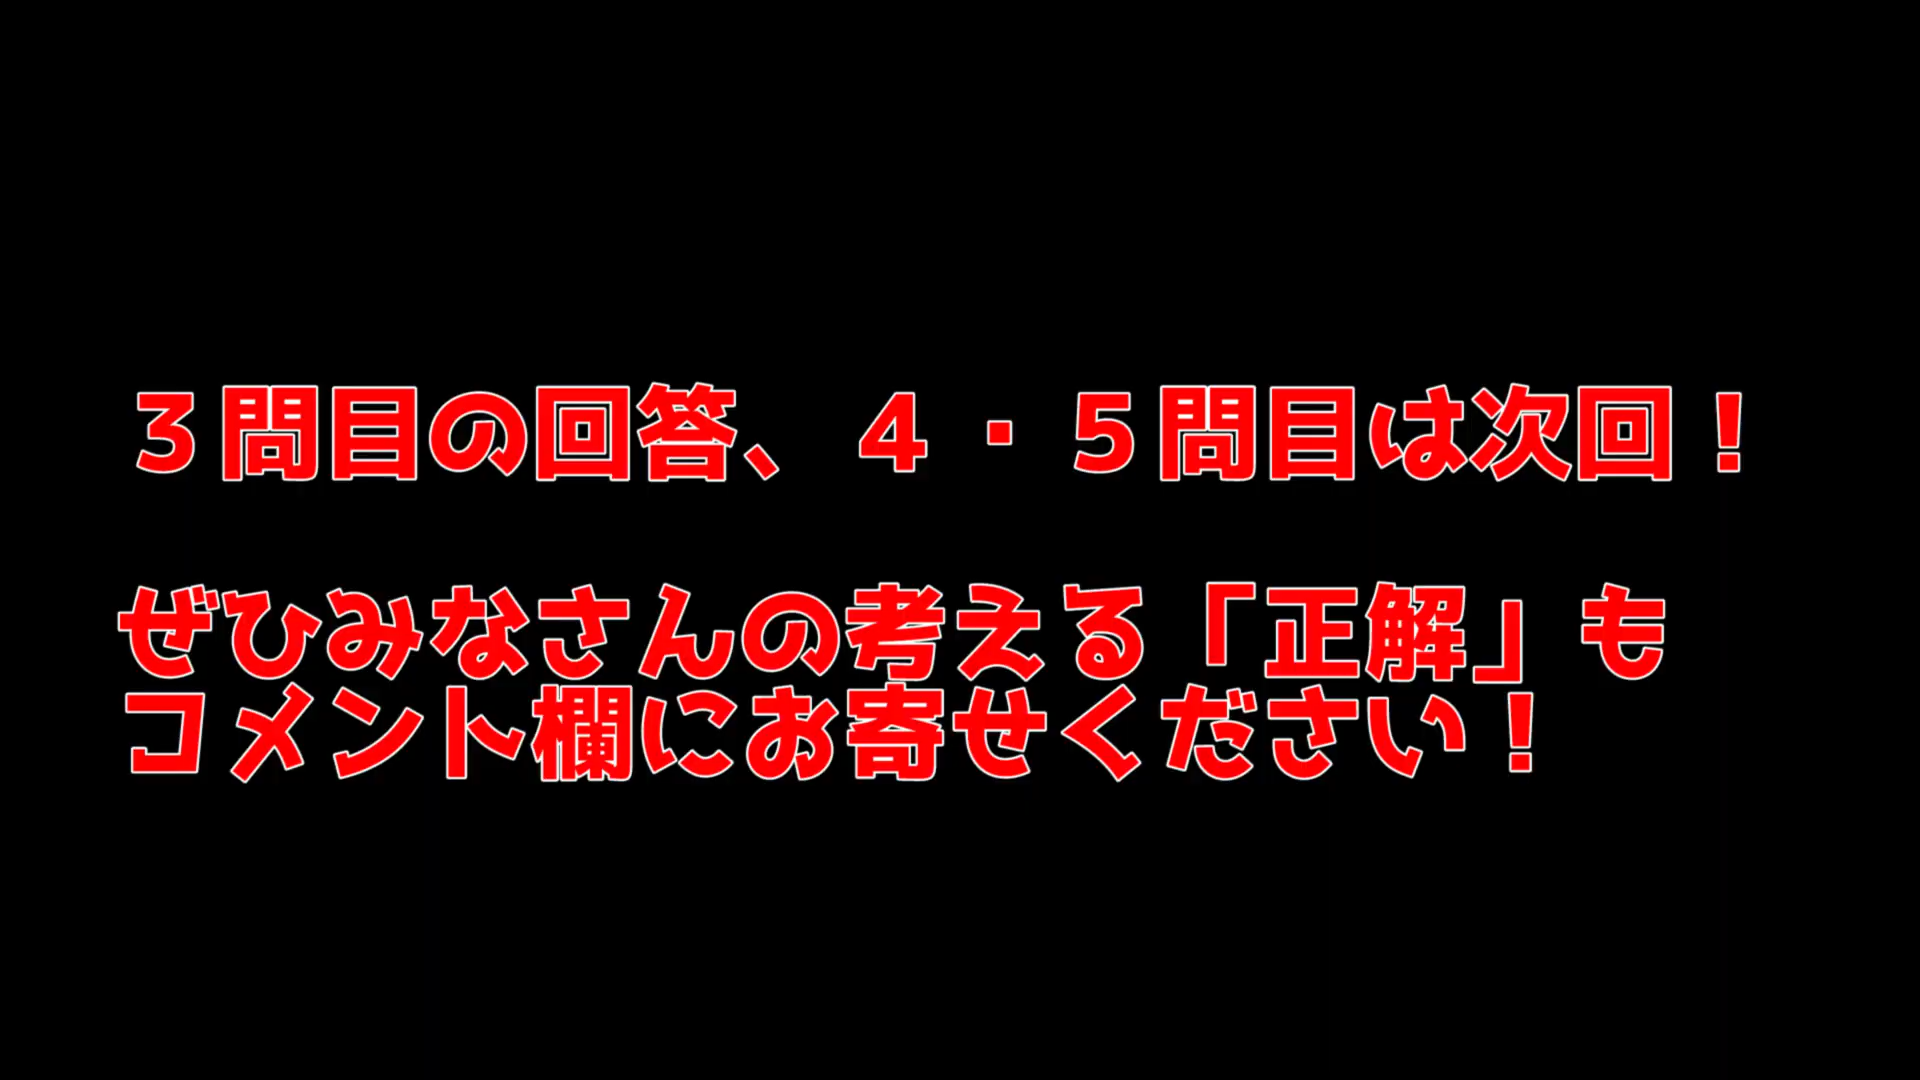 ３問目の回答、４・５問目は次回！
ぜひみなさんの考える「正解」も
コメント欄にお寄せください！